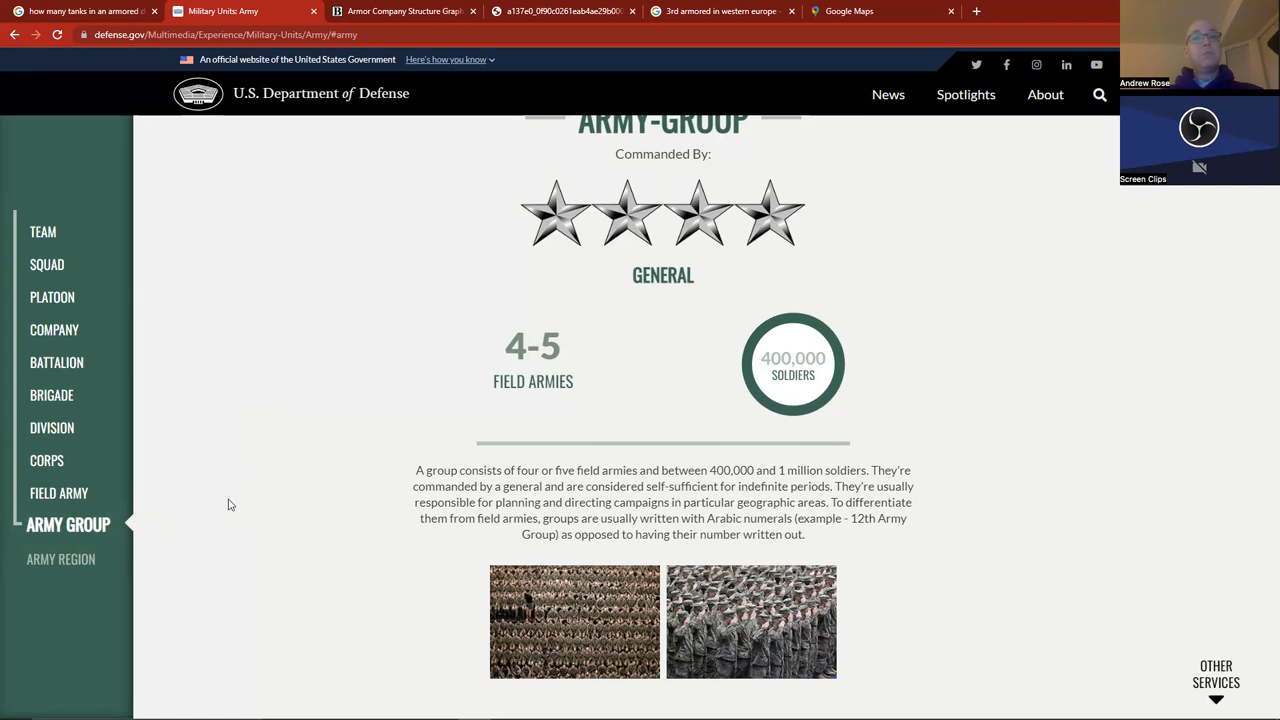 how many tanks in an armored d
Military Units: Army
Armor Company Structure Graph
a137e0_0f90c0261eab4ae29b000
3rd armored in western europe -
Google Maps
defense.gov/Multimedia/Experience/Military-Units/Army/#army
An official website of the United States Government Here's how you know
U.S. Department of Defense
News Spotlights About
Andrew Rose
Screen Clips
ARMY-GROUP
Commanded By:
GENERAL
4-5
FIELD ARMIES
400,000
SOLDIERS
A group consists of four or five field armies and between 400,000 and 1 million soldiers. They're
commanded by a general and are considered self-sufficient for indefinite periods. They're usually
responsible for planning and directing campaigns in particular geographic areas. To differentiate
them from field armies, groups are usually written with Arabic numerals (example - 12th Army
Group) as opposed to having their number written out.
TEAM
SQUAD
PLATOON
COMPANY
BATTALION
BRIGADE
DIVISION
CORPS
FIELD ARMY
ARMY GROUP
ARMY REGION
OTHER
SERVICES